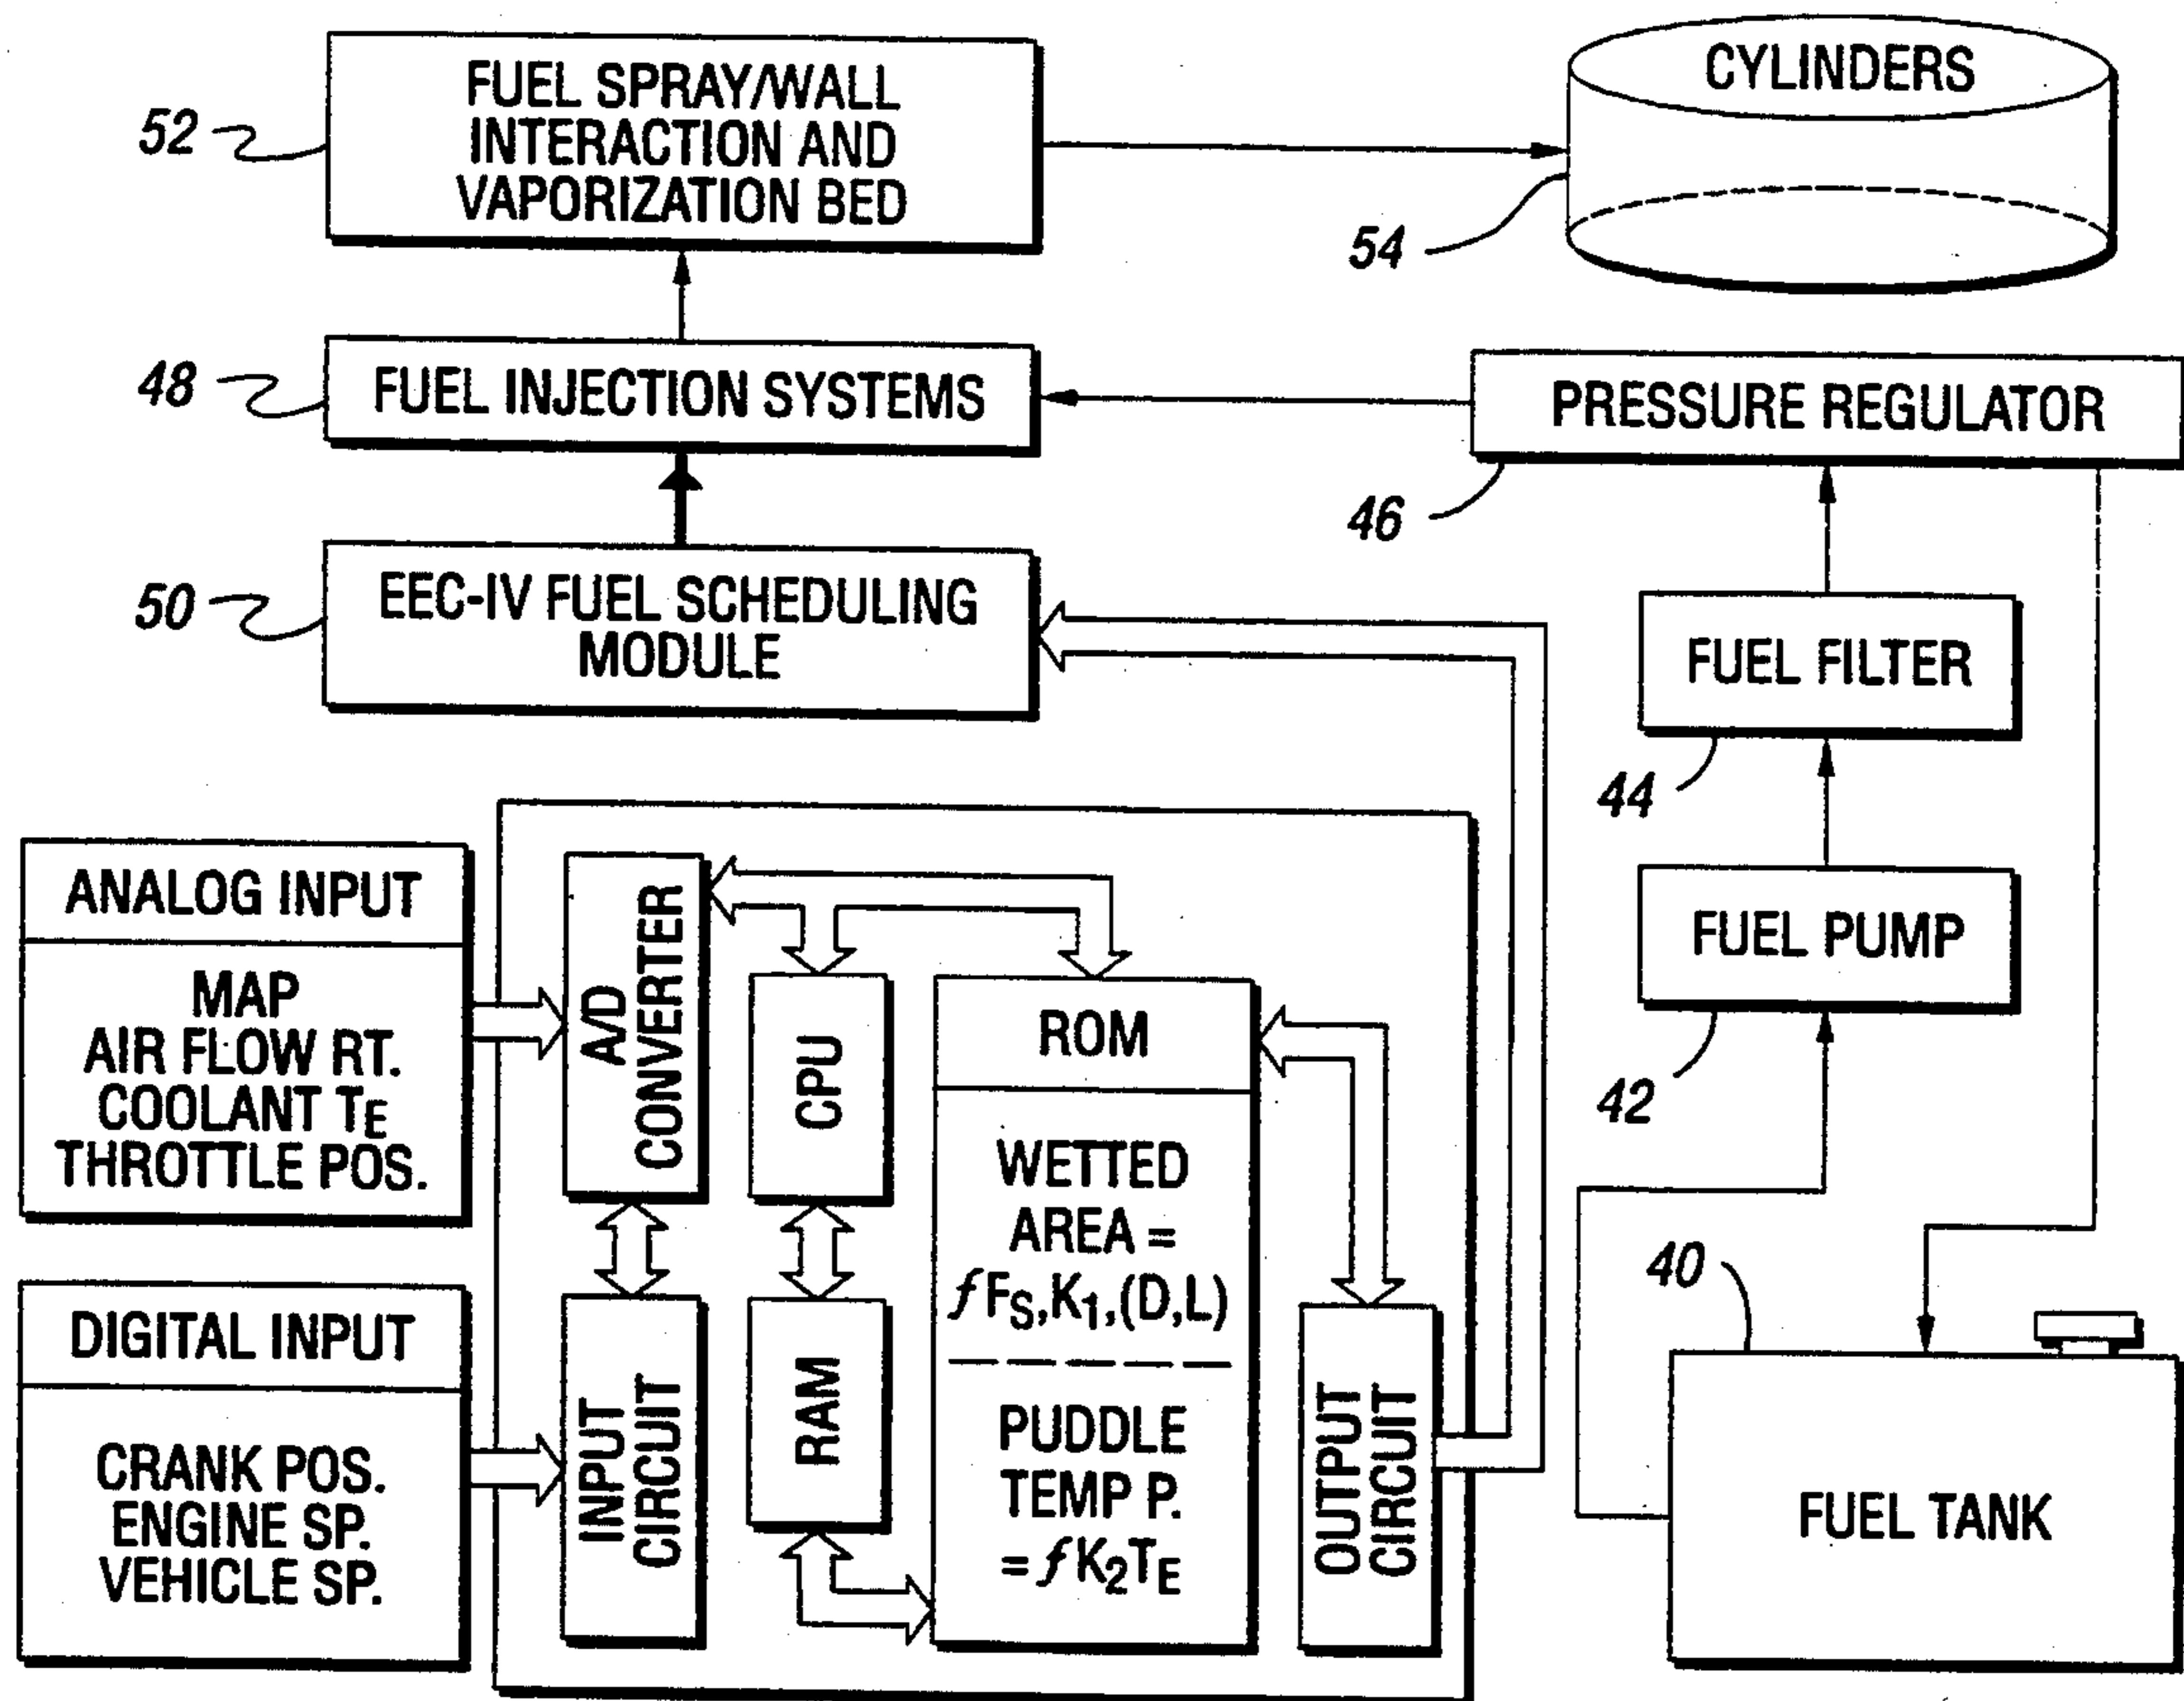 FUEL SPRAY/WALL
INTERACTION AND
VAPORIZATION BED
52
CYLINDERS
54
48
FUEL INJECTION SYSTEMS
PRESSURE REGULATOR
46
50
EEC-IV FUEL SCHEDULING
MODULE
FUEL FILTER
44
FUEL PUMP
42
ANALOG INPUT
MAP
AIR FLOW RT.
COOLANT TE
THROTTLE POS.
A/D
CONVERTER
CPU
ROM
WETTED
AREA =
ƒFS,K1,(D,L)
PUDDLE
TEMP P.
= ƒK2TE
DIGITAL INPUT
CRANK POS.
ENGINE SP.
VEHICLE SP.
INPUT
CIRCUIT
RAM
OUTPUT
CIRCUIT
40
FUEL TANK